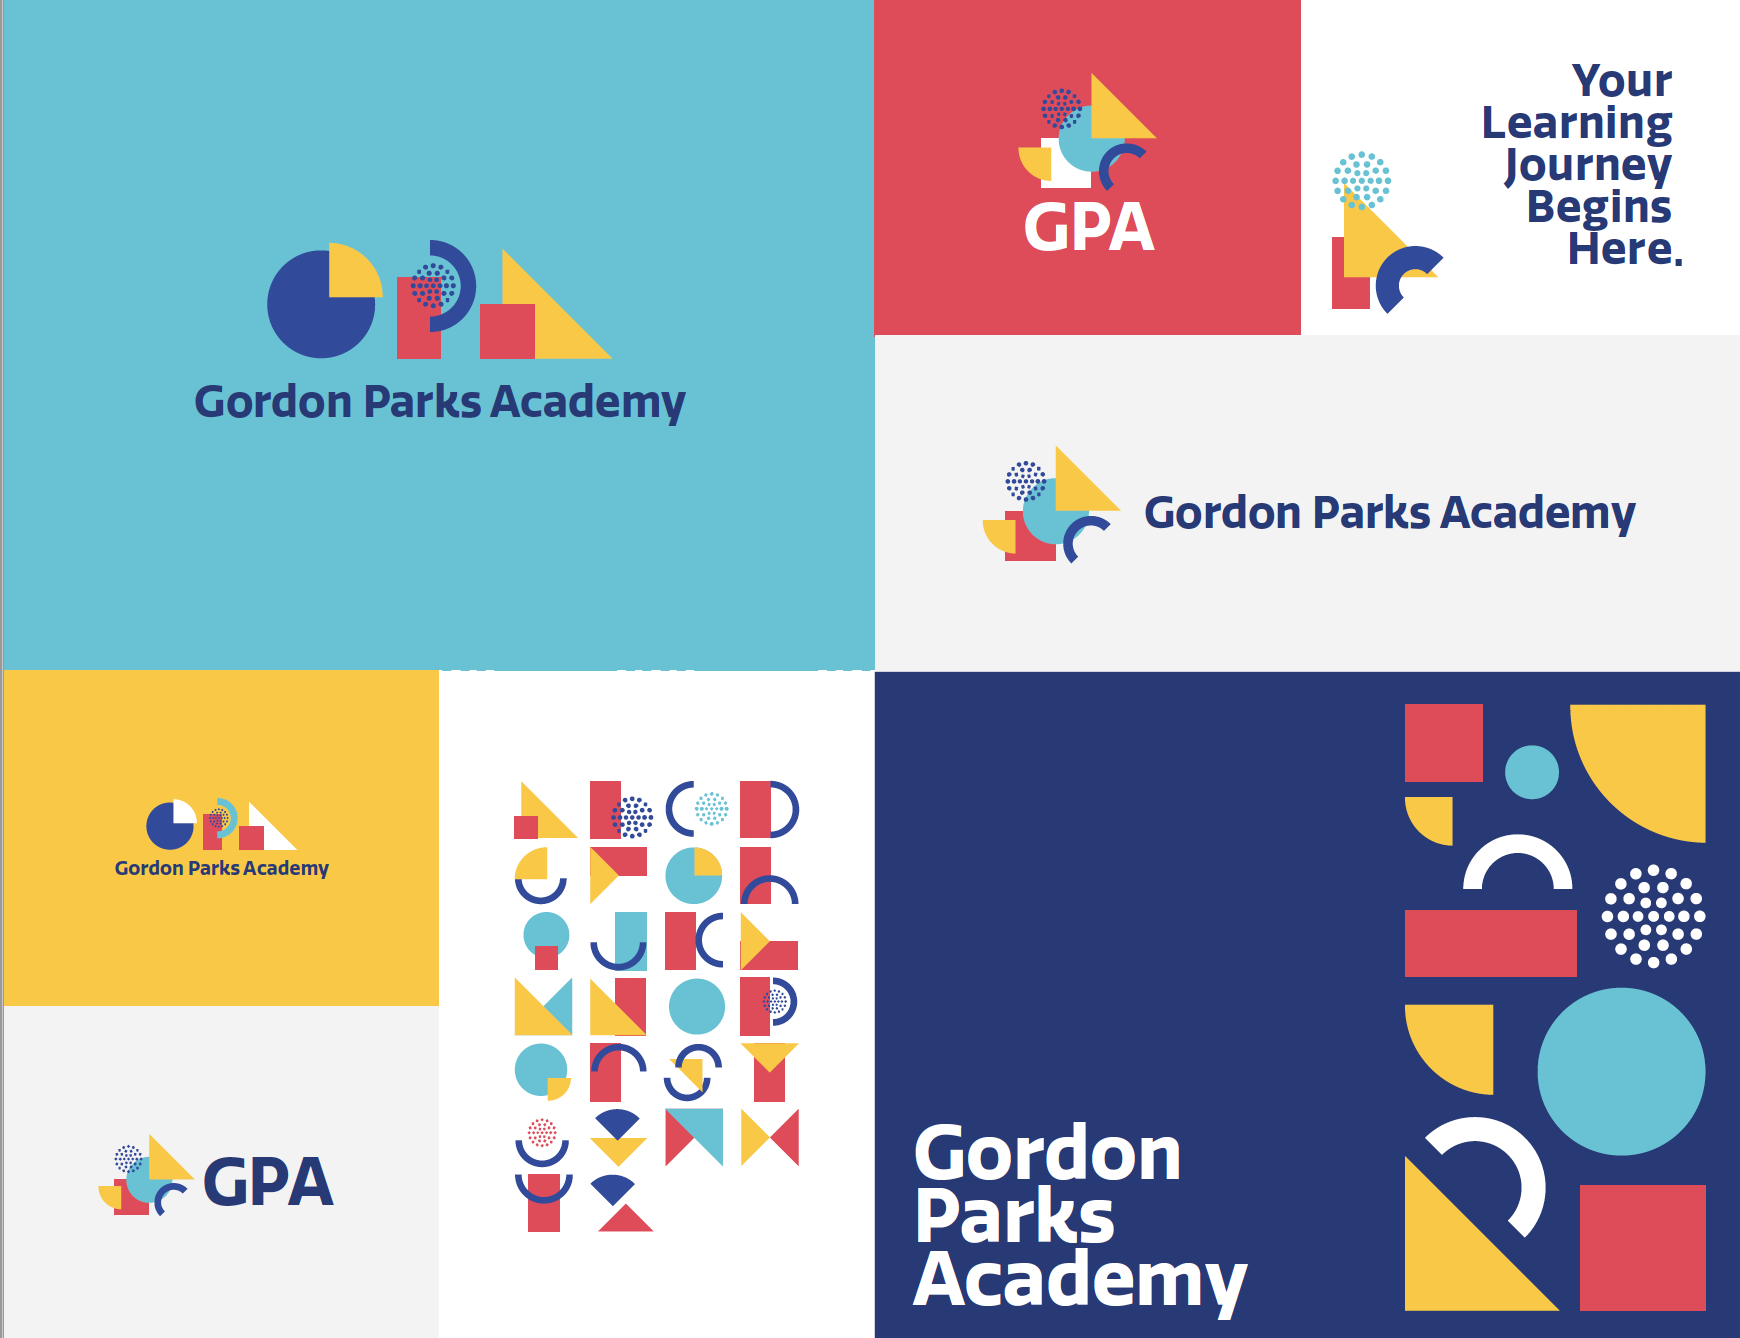 Gordon Parks Academy
GPA
Your
Learning
Journey
Begins
Here.
Gordon Parks Academy
Gordon Parks Academy
GPA
Gordon
Parks
Academy